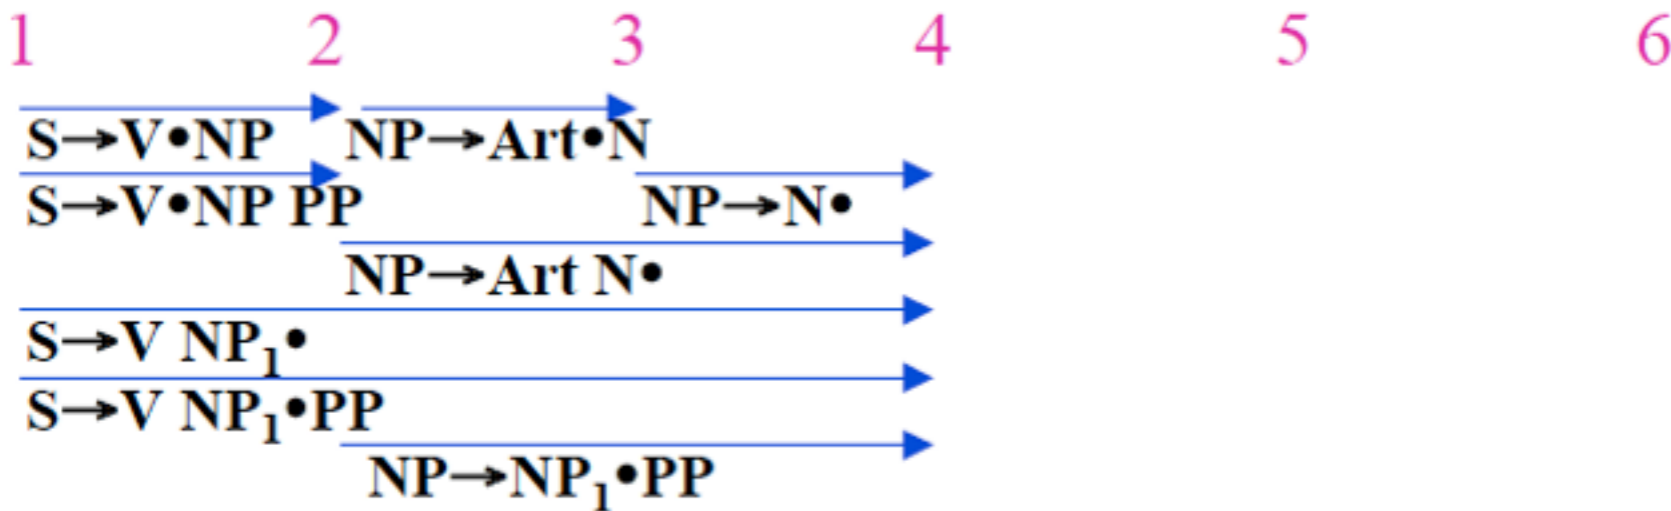 1 2 3 4 5 6
S→V•NP NP→Art•N
S→V•NP PP NP→N•
NP→Art N•
S→V NP₁•
S→V NP₁•PP
NP→NP₁•PP